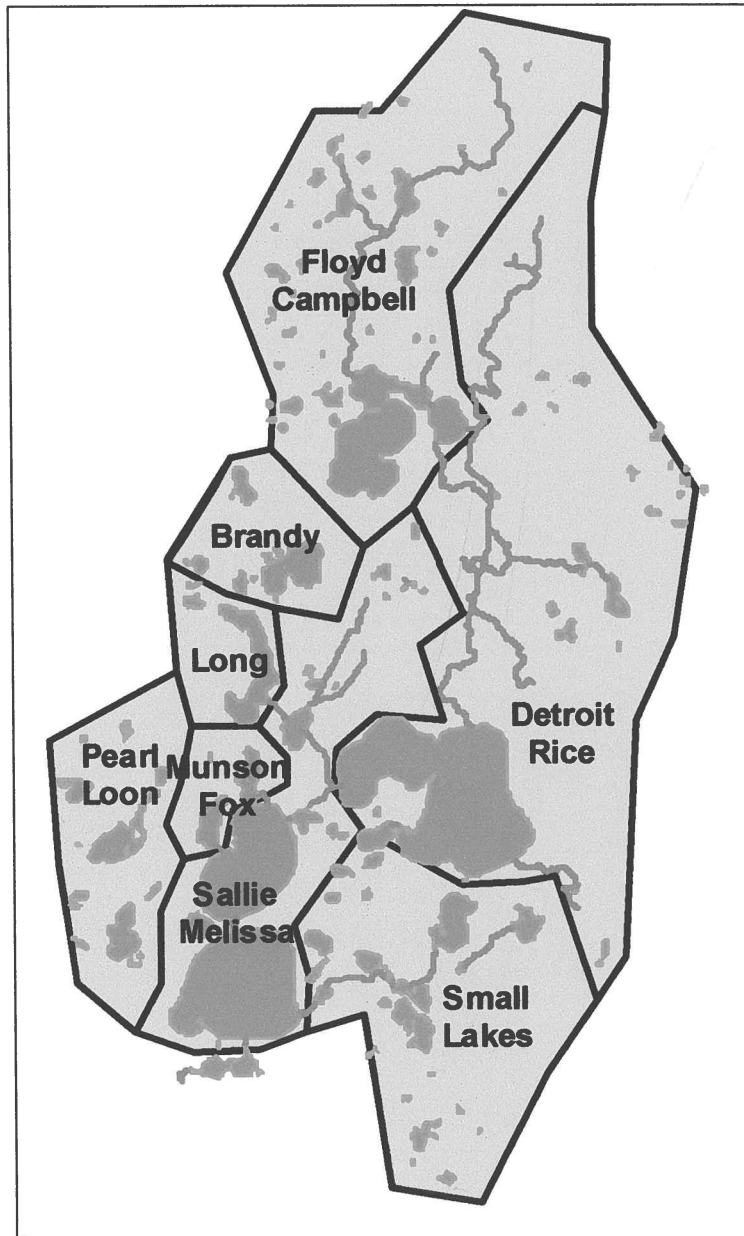 Floyd
Campbell
Brandy
Long
Detroit
Rice
Pearl
Loon
Munson
Fox
Sallie
Melissa
Small
Lakes